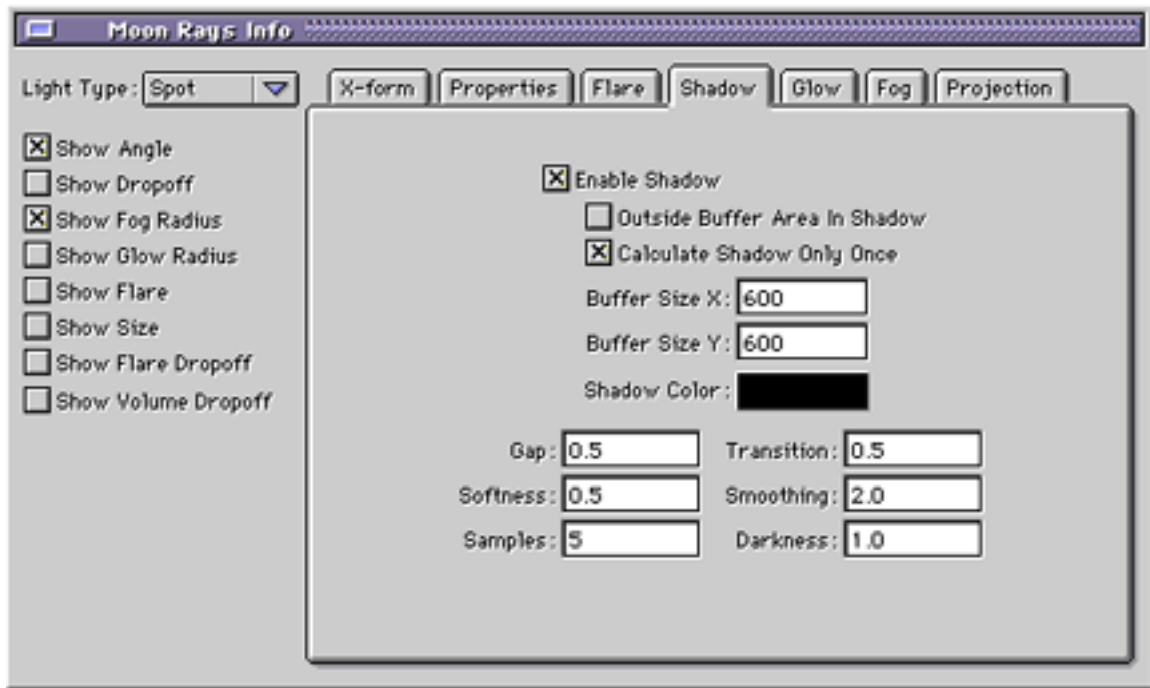 Moon Rays Info
Light Type: Spot
X-form Properties Flare Shadow Glow Fog Projection
Show Angle
Show Dropoff
Show Fog Radius
Show Glow Radius
Show Flare
Show Size
Show Flare Dropoff
Show Volume Dropoff
Enable Shadow
Outside Buffer Area In Shadow
Calculate Shadow Only Once
Buffer Size X: 600
Buffer Size Y: 600
Shadow Color:
Gap: 0.5 Transition: 0.5
Softness: 0.5 Smoothing: 2.0
Samples: 5 Darkness: 1.0